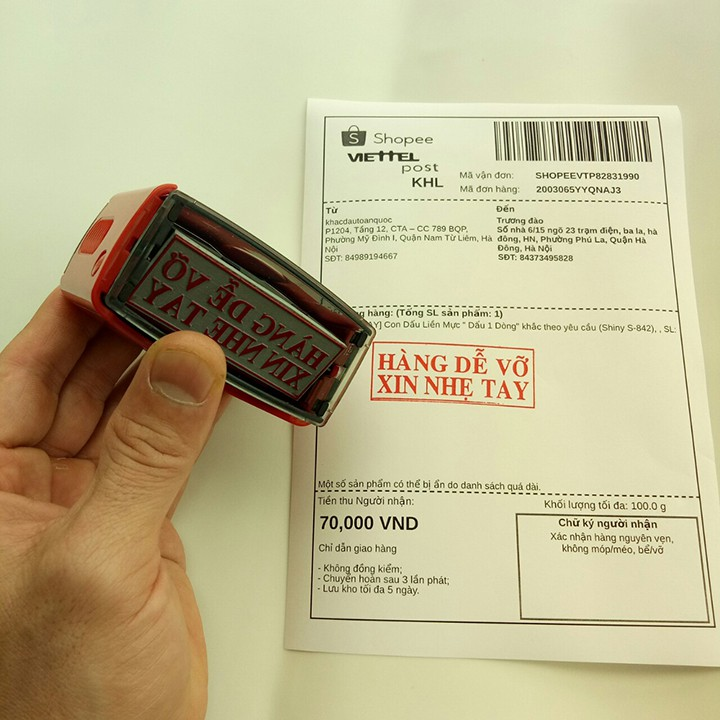 Shopee
VIETTEL
post
KHL
Mã vận đơn: SHOPEEVTP82831990
Mã đơn hàng: 2003065YYQNAJ3
Từ
khacdautoanquoc
P1204, Tầng 12, CTA – CC 789 BQP,
Phường Mỹ Đình I, Quận Nam Từ Liêm, Hà
Nội
SĐT: 84989194667
Đến
Trương đào
Số nhà 6/15 ngõ 23 trạm điện, ba la, hà
đông, HN, Phường Phú La, Quận Hà
Đông, Hà Nội
SĐT: 84373495828
hàng: (Tổng SL sản phẩm: 1)
Con Dấu Liền Mực " Dấu 1 Dòng" khắc theo yêu cầu (Shiny S-842), , SL:
HÀNG DỄ VỠ
XIN NHẸ TAY
HÀNG DỄ VỠ
XIN NHẸ TAY
Một số sản phẩm có thể bị ẩn do danh sách quá dài.
Tiền thu Người nhận:
70,000 VND
Khối lượng tối đa: 100.0 g
Chỉ dẫn giao hàng
- Không đồng kiểm;
- Chuyển hoàn sau 3 lần phát;
- Lưu kho tối đa 5 ngày.
Chữ ký người nhận
Xác nhận hàng nguyên vẹn,
không móp/méo, bể/vỡ